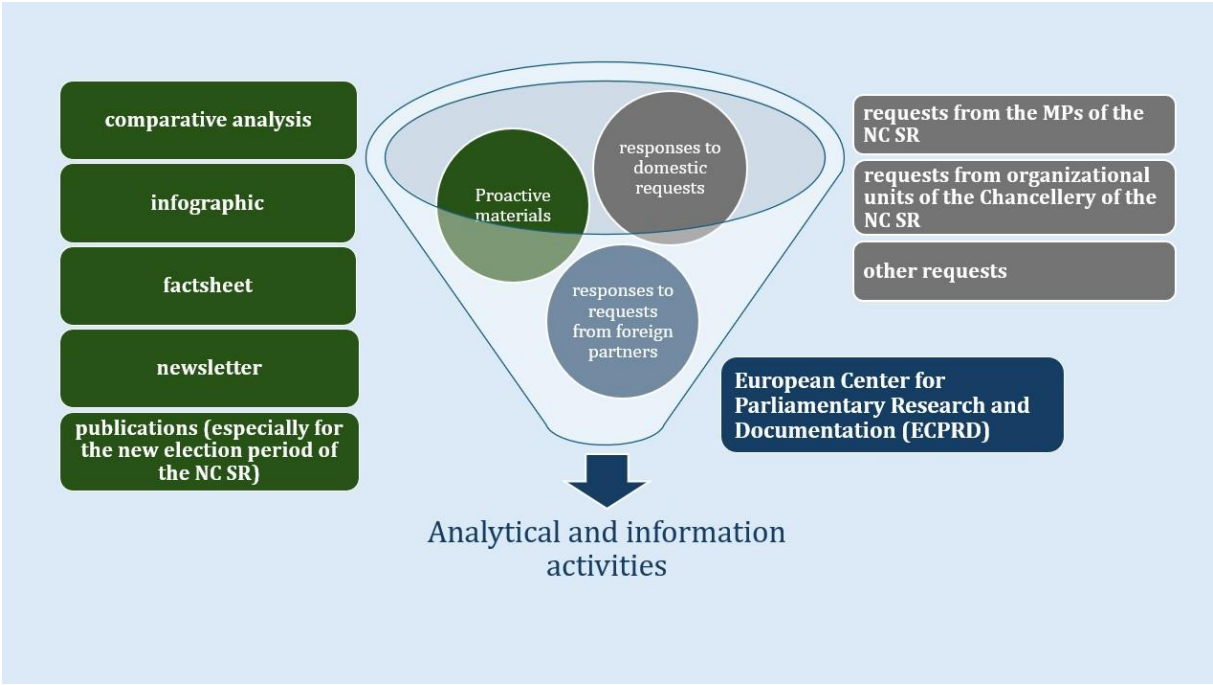 comparative analysis
infographic
factsheet
newsletter
publications (especially for
the new election period of
the NC SR)
Proactive
materials
responses to
domestic
requests
responses to
requests
from foreign
partners
requests from the MPs of the
NC SR
requests from organizational
units of the Chancellery of the
NC SR
other requests
European Center for
Parliamentary Research and
Documentation (ECPRD)
Analytical and information
activities